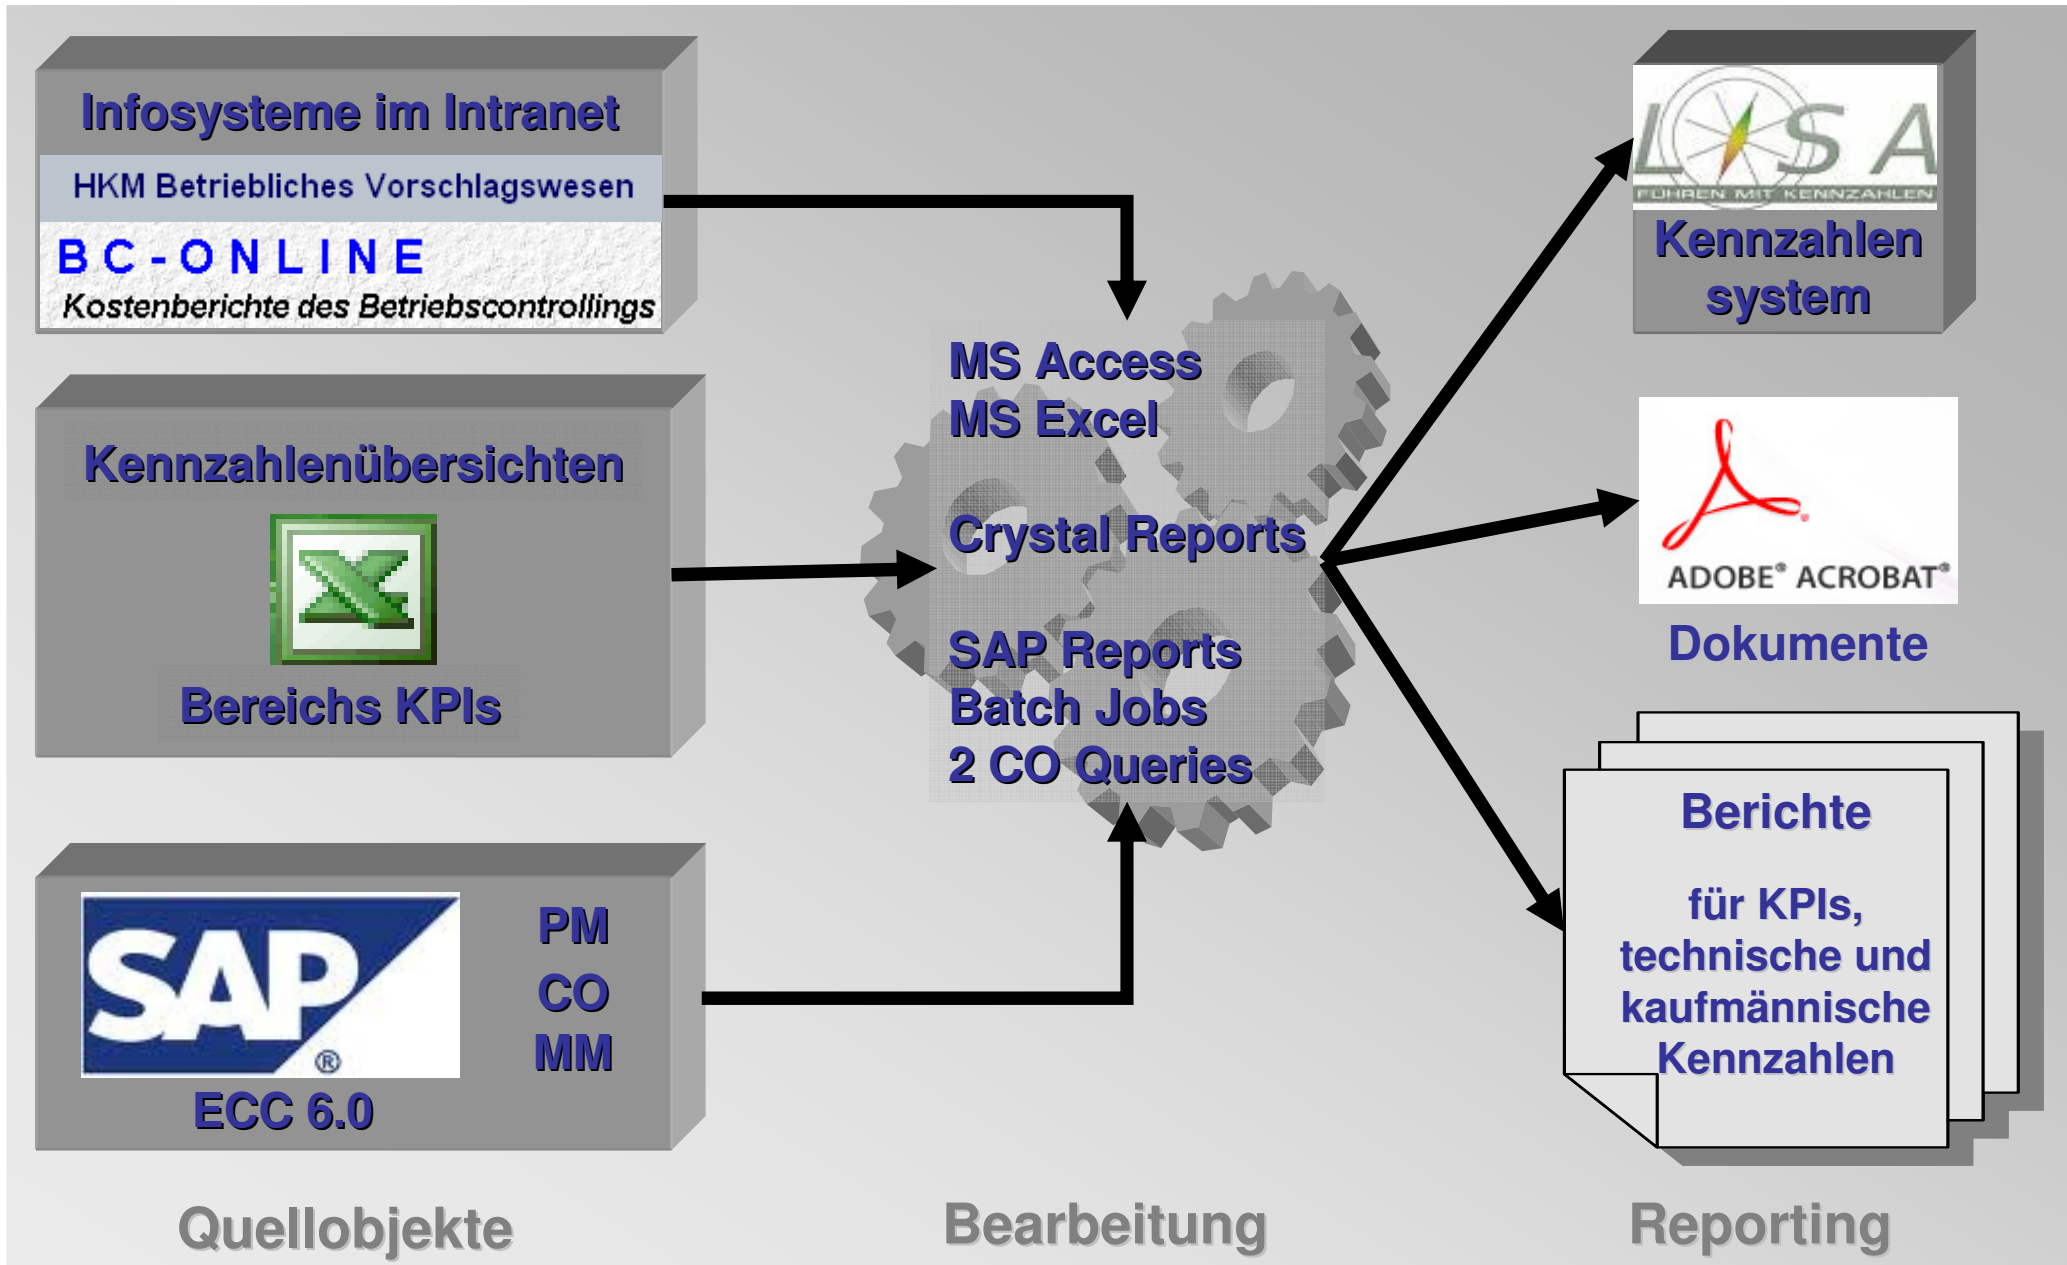 Infosysteme im Intranet
HKM Betriebliches Vorschlagswesen
BC-ONLINE
Kostenberichte des Betriebscontrollings
Kennzahlenübersichten
Bereichs KPIs
SAP
®
PM
CO
MM
ECC 6.0
Quellobjekte
MS Access
MS Excel
Crystal Reports
SAP Reports
Batch Jobs
2 CO Queries
Bearbeitung
LISA
FÜHREN MIT KENNZAHLEN
Kennzahlen
system
ADOBE® ACROBAT®
Dokumente
Berichte
für KPIs,
technische und
kaufmännische
Kennzahlen
Reporting